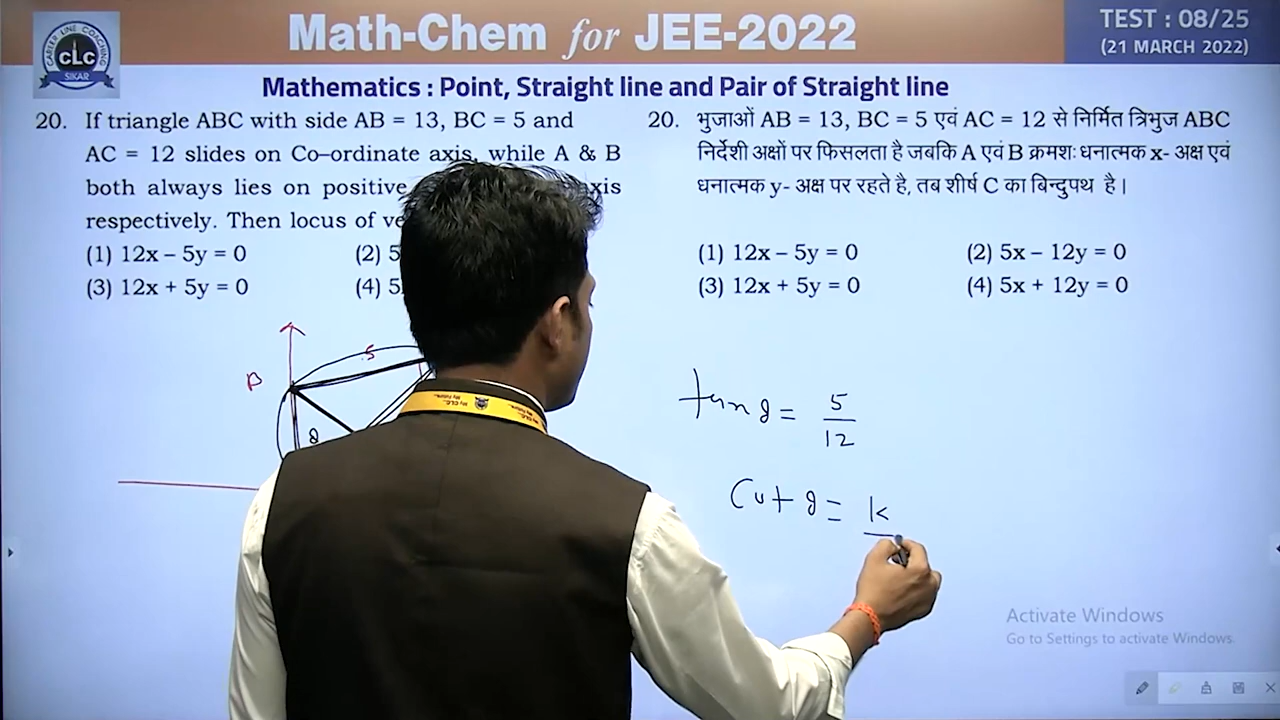 Math-Chem for JEE-2022
TEST : 08/25
(21 MARCH 2022)
CAREER LINE COACHING
CLC
SIKAR
Mathematics : Point, Straight line and Pair of Straight line
20. If triangle ABC with side AB = 13, BC = 5 and
AC = 12 slides on Co-ordinate axis, while A & B
both always lies on positive
respectively. Then locus of
(1) 12x – 5y = 0
(2) 5
(3) 12x + 5y = 0
(4) 5
20. भुजाओं AB = 13, BC = 5 एवं AC = 12 से निर्मित त्रिभुज ABC
निर्देशी अक्षों पर फिसलता है जबकि A एवं B क्रमशः धनात्मक x- अक्ष एवं
धनात्मक y- अक्ष पर रहते है, तब शीर्ष C का बिन्दुपथ है।
(1) 12x – 5y = 0
(2) 5x – 12y = 0
(3) 12x + 5y = 0
(4) 5x + 12y = 0
B
5
θ
tan θ = 5/12
Cot θ = k
Activate Windows
Go to Settings to activate Windows.